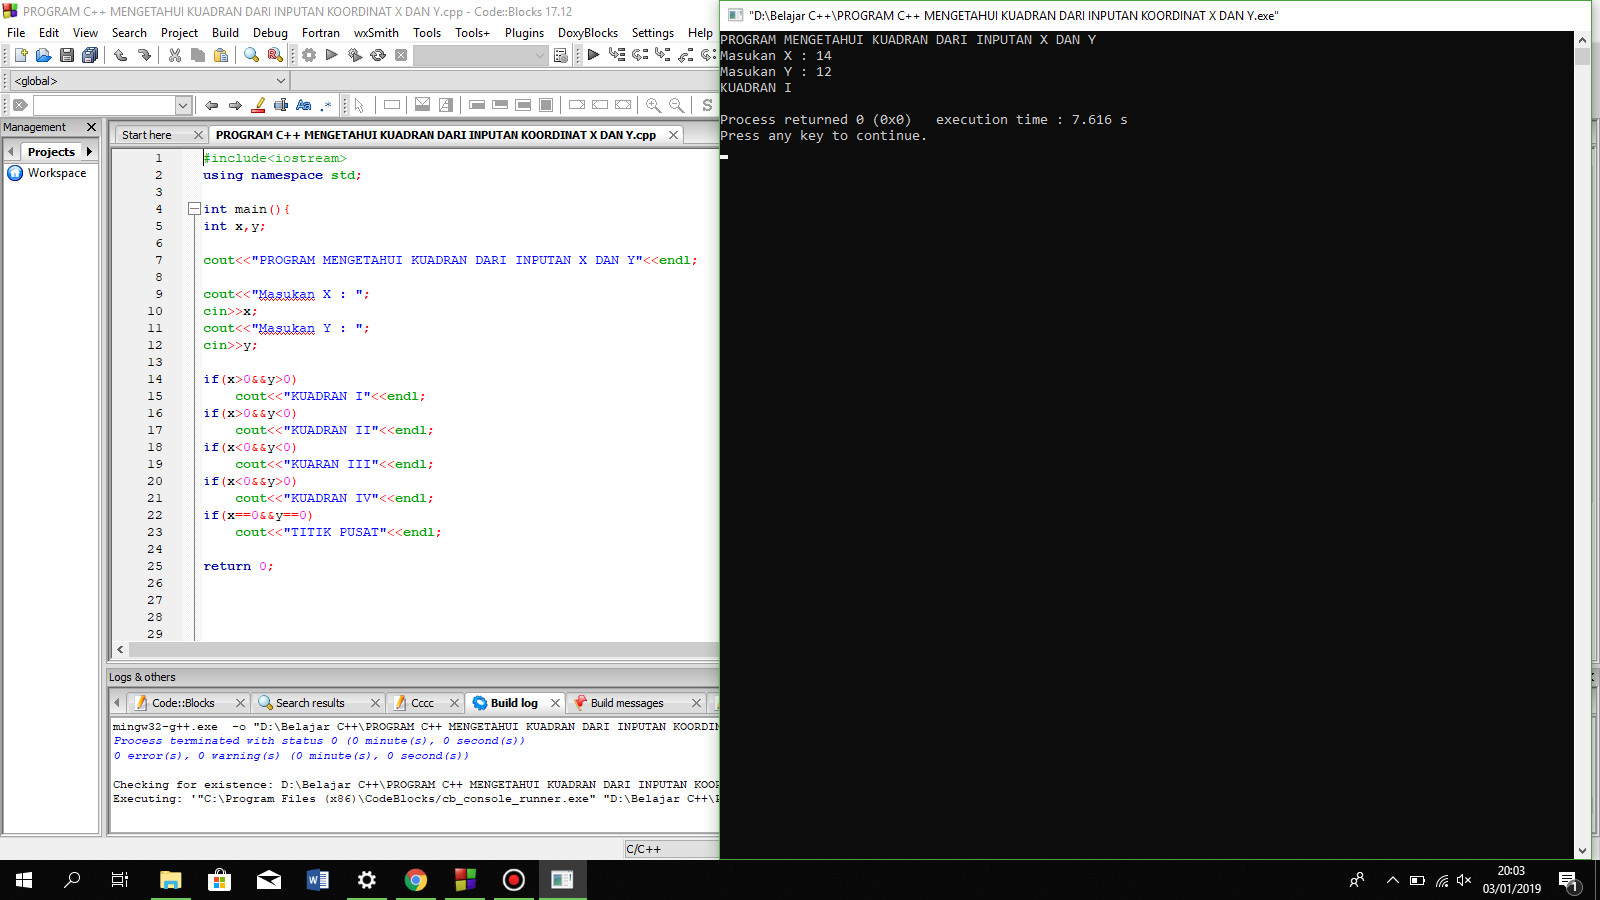 PROGRAM C++ MENGETAHUI KUADRAN DARI INPUTAN KOORDINAT X DAN Y.cpp - Code::Blocks 17.12
File Edit View Search Project Build Debug Fortran wxSmith Tools Tools+ Plugins DoxyBlocks Settings Help
<global>
Management
Projects
Workspace
Start here
PROGRAM C++ MENGETAHUI KUADRAN DARI INPUTAN KOORDINAT X DAN Y.cpp
1 #include<iostream>
2 using namespace std;
3
4 int main(){
5 int x,y;
6
7 cout<<"PROGRAM MENGETAHUI KUADRAN DARI INPUTAN X DAN Y"<<endl;
8
9 cout<<"Masukan X : ";
10 cin>>x;
11 cout<<"Masukan Y : ";
12 cin>>y;
13
14 if(x>0&&y>0)
15 cout<<"KUADRAN I"<<endl;
16 if(x>0&&y<0)
17 cout<<"KUADRAN II"<<endl;
18 if(x<0&&y<0)
19 cout<<"KUARAN III"<<endl;
20 if(x<0&&y>0)
21 cout<<"KUADRAN IV"<<endl;
22 if(x==0&&y==0)
23 cout<<"TITIK PUSAT"<<endl;
24
25 return 0;
26
27
28
29
Logs & others
Code::Blocks Search results Cccc Build log Build messages
mingw32-g++.exe -o "D:\Belajar C++\PROGRAM C++ MENGETAHUI KUADRAN DARI INPUTAN KOORDIN
Process terminated with status 0 (0 minute(s), 0 second(s))
0 error(s), 0 warning(s) (0 minute(s), 0 second(s))
Checking for existence: D:\Belajar C++\PROGRAM C++ MENGETAHUI KUADRAN DARI INPUTAN KOOR
Executing: '"C:\Program Files (x86)\CodeBlocks/cb_console_runner.exe" "D:\Belajar C++\P
C/C++
"D:\Belajar C++\PROGRAM C++ MENGETAHUI KUADRAN DARI INPUTAN KOORDINAT X DAN Y.exe"
PROGRAM MENGETAHUI KUADRAN DARI INPUTAN X DAN Y
Masukan X : 14
Masukan Y : 12
KUADRAN I
Process returned 0 (0x0) execution time : 7.616 s
Press any key to continue.
20:03
03/01/2019
1